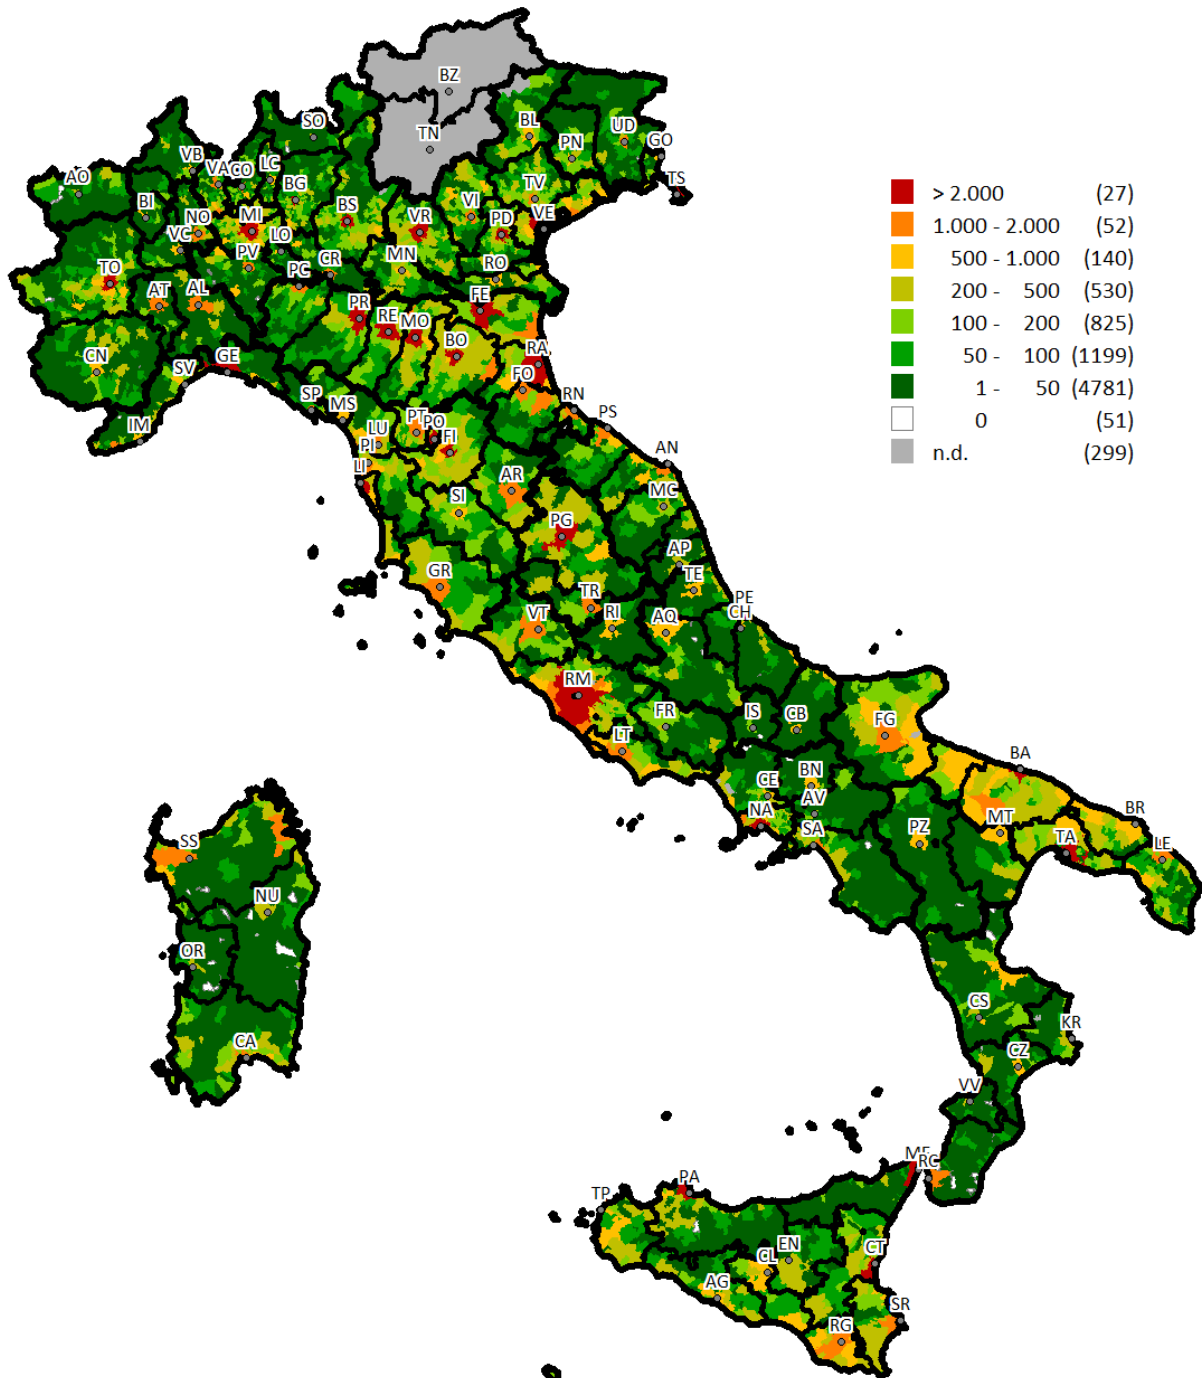 BZ
SO
TN
BL
UD
PN
GO
VB
VA
CO
LC
AO
BG
TV
TS
BI
NO
MI
BS
VR
VI
PD
VE
VC
LO
TO
PV
CR
MN
RO
PC
AT
AL
PR
RE
MO
FE
BO
RA
CN
SV
GE
FO
SP
MS
RN
PS
IM
LU
PT
PO
FI
PI
LI
AN
AR
MC
SI
PG
AP
TE
GR
TR
PE
VT
RI
AQ
CH
RM
FR
IS
CB
FG
LT
BA
CE
BN
NA
AV
SA
MT
BR
PZ
TA
LE
SS
NU
OR
CS
KR
CA
CZ
VV
RC
PA
TP
EN
CT
CL
AG
SR
RG
> 2.000 (27)
1.000 - 2.000 (52)
500 - 1.000 (140)
200 - 500 (530)
100 - 200 (825)
50 - 100 (1199)
1 - 50 (4781)
0 (51)
n.d. (299)